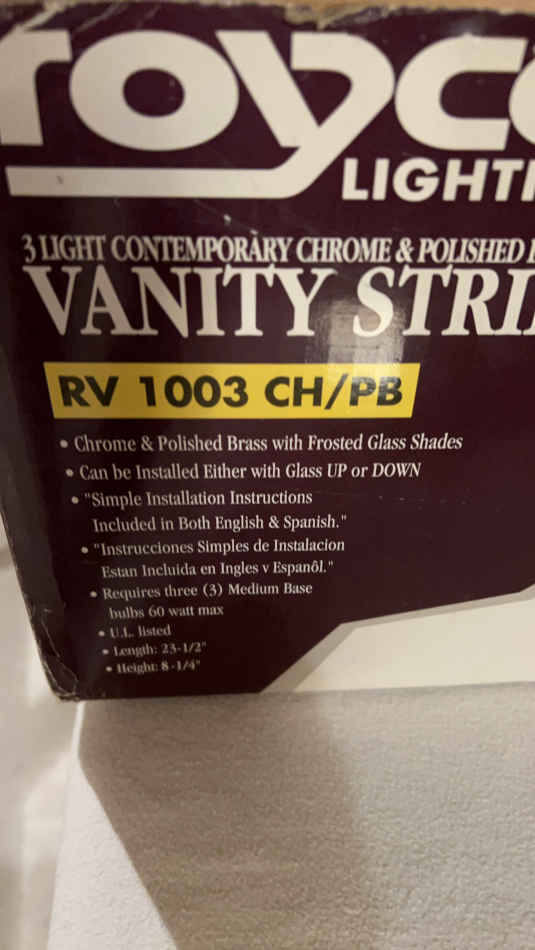 royc
LIGHTI
3 LIGHT CONTEMPORARY CHROME & POLISHED
VANITY STRI
RV 1003 CH/PB
• Chrome & Polished Brass with Frosted Glass Shades
• Can be Installed Either with Glass UP or DOWN
• "Simple Installation Instructions
Included in Both English & Spanish."
• "Instrucciones Simples de Instalacion
Estan Incluida en Ingles v Espanôl."
• Requires three (3) Medium Base
bulbs 60 watt max
• U.L. listed
• Length: 23-1/2"
• Height: 8-1/4"